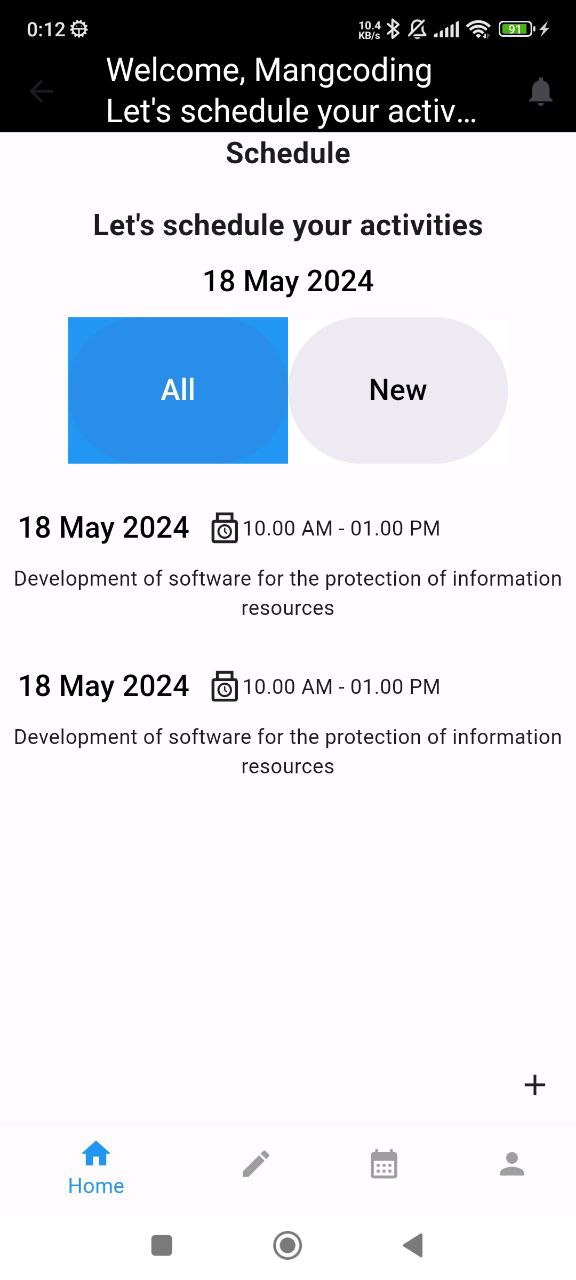 0:12
10.4
KB/s
91
Welcome, Mangcoding
Let's schedule your activ...
Schedule
Let's schedule your activities
18 May 2024
All
New
18 May 2024 10.00 AM - 01.00 PM
Development of software for the protection of information
resources
18 May 2024 10.00 AM - 01.00 PM
Development of software for the protection of information
resources
+
Home